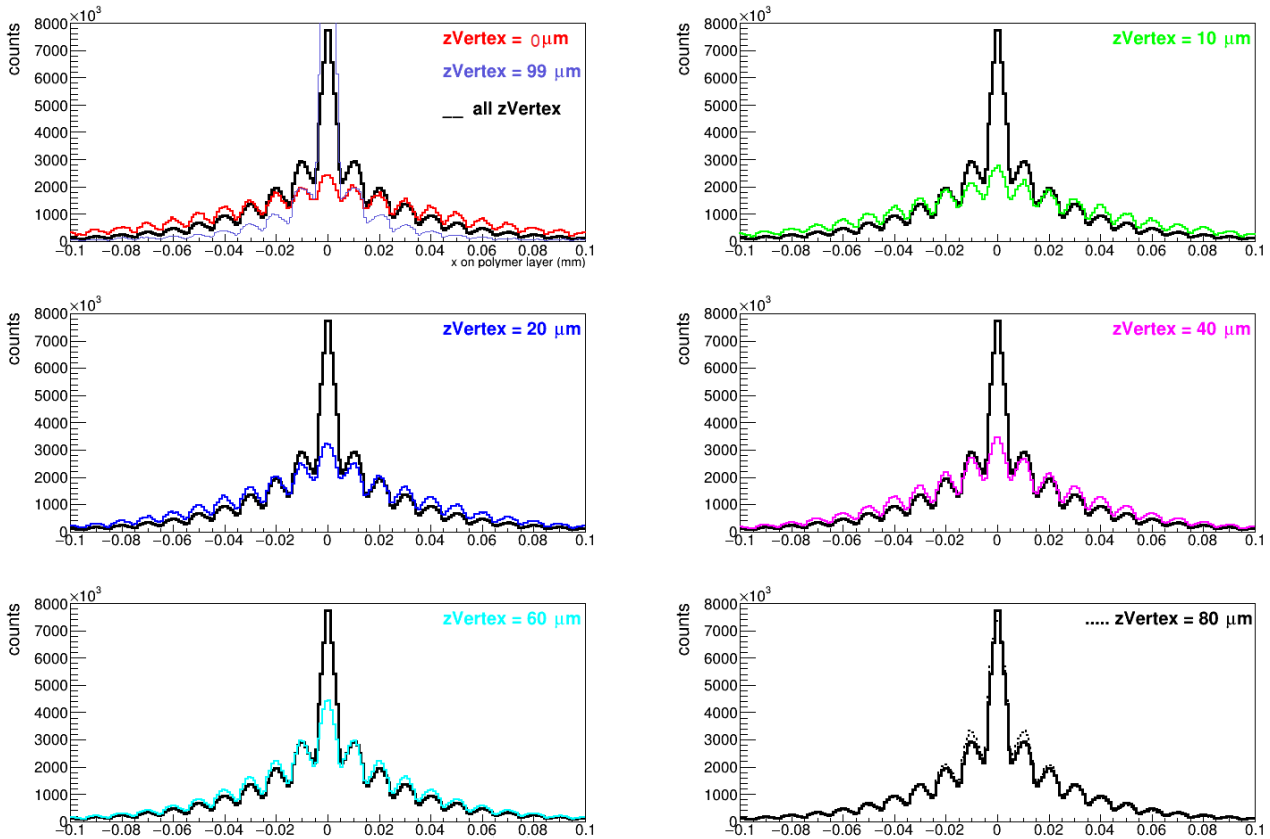 ×10³ ×10³
counts 8000 7000 6000 5000 4000 3000 2000 1000 0
zVertex = 0μm
zVertex = 99 μm
__ all zVertex
−0.1 −0.08 −0.06 −0.04 −0.02 0 0.02 0.04 0.06 0.08 0.1
x on polymer layer (mm)
counts 8000 7000 6000 5000 4000 3000 2000 1000 0
zVertex = 10 μm
−0.1 −0.08 −0.06 −0.04 −0.02 0 0.02 0.04 0.06 0.08 0.1
×10³ ×10³
counts 8000 7000 6000 5000 4000 3000 2000 1000 0
zVertex = 20 μm
−0.1 −0.08 −0.06 −0.04 −0.02 0 0.02 0.04 0.06 0.08 0.1
counts 8000 7000 6000 5000 4000 3000 2000 1000 0
zVertex = 40 μm
−0.1 −0.08 −0.06 −0.04 −0.02 0 0.02 0.04 0.06 0.08 0.1
×10³ ×10³
counts 8000 7000 6000 5000 4000 3000 2000 1000 0
zVertex = 60 μm
−0.1 −0.08 −0.06 −0.04 −0.02 0 0.02 0.04 0.06 0.08 0.1
counts 8000 7000 6000 5000 4000 3000 2000 1000 0
..... zVertex = 80 μm
−0.1 −0.08 −0.06 −0.04 −0.02 0 0.02 0.04 0.06 0.08 0.1